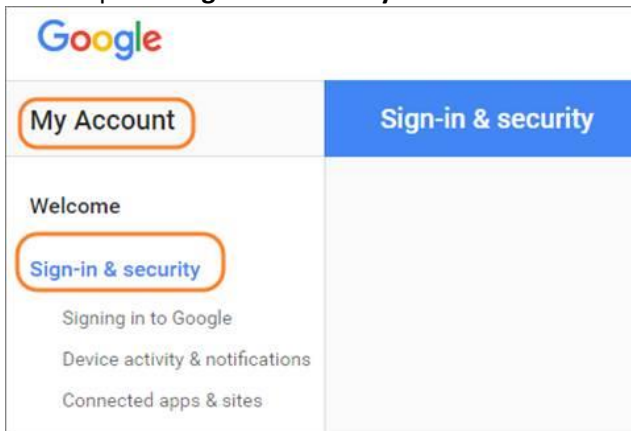 Google
My Account
Sign-in & security
Welcome
Sign-in & security
Signing in to Google
Device activity & notifications
Connected apps & sites